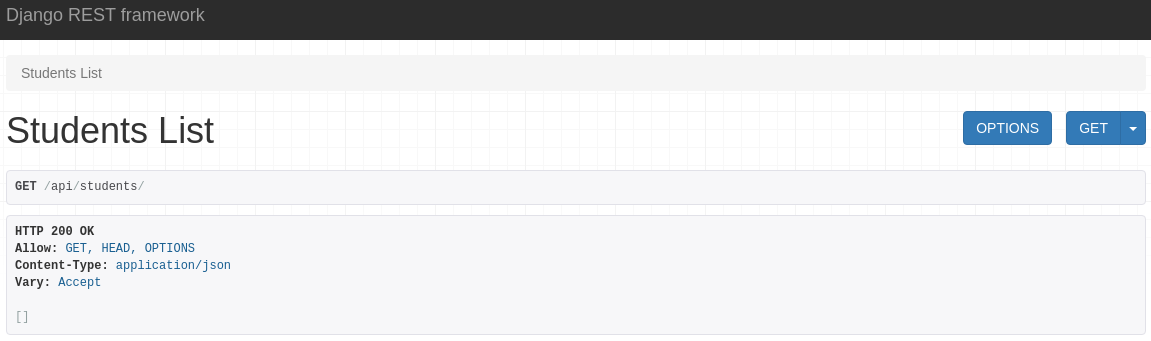 Django REST framework
Students List
Students List
OPTIONS
GET
GET /api/students/
HTTP 200 OK
Allow: GET, HEAD, OPTIONS
Content-Type: application/json
Vary: Accept
[]